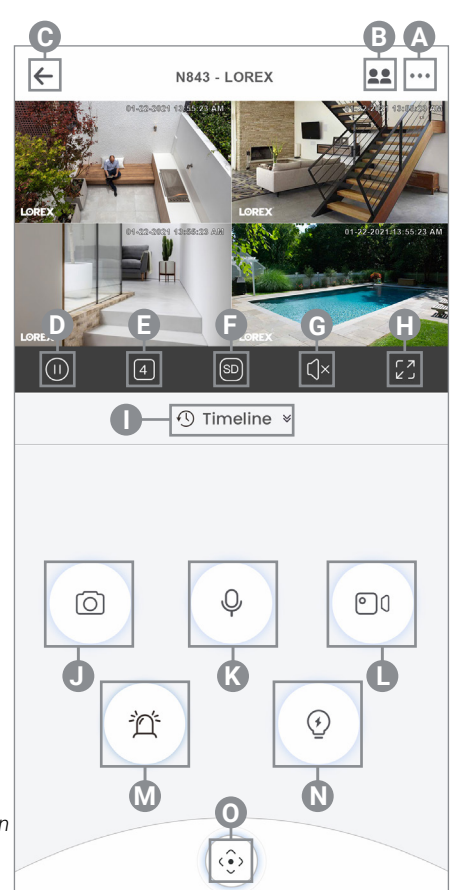 C B A
N843 - LOREX
01-22-2021 13:55:23 AM
LOREX LOREX
01-22-2021 13:55:23 AM 01-22-2021 13:55:23 AM
LOREX
D E F G H
4 SD
I Timeline
J K L
M N
n
O